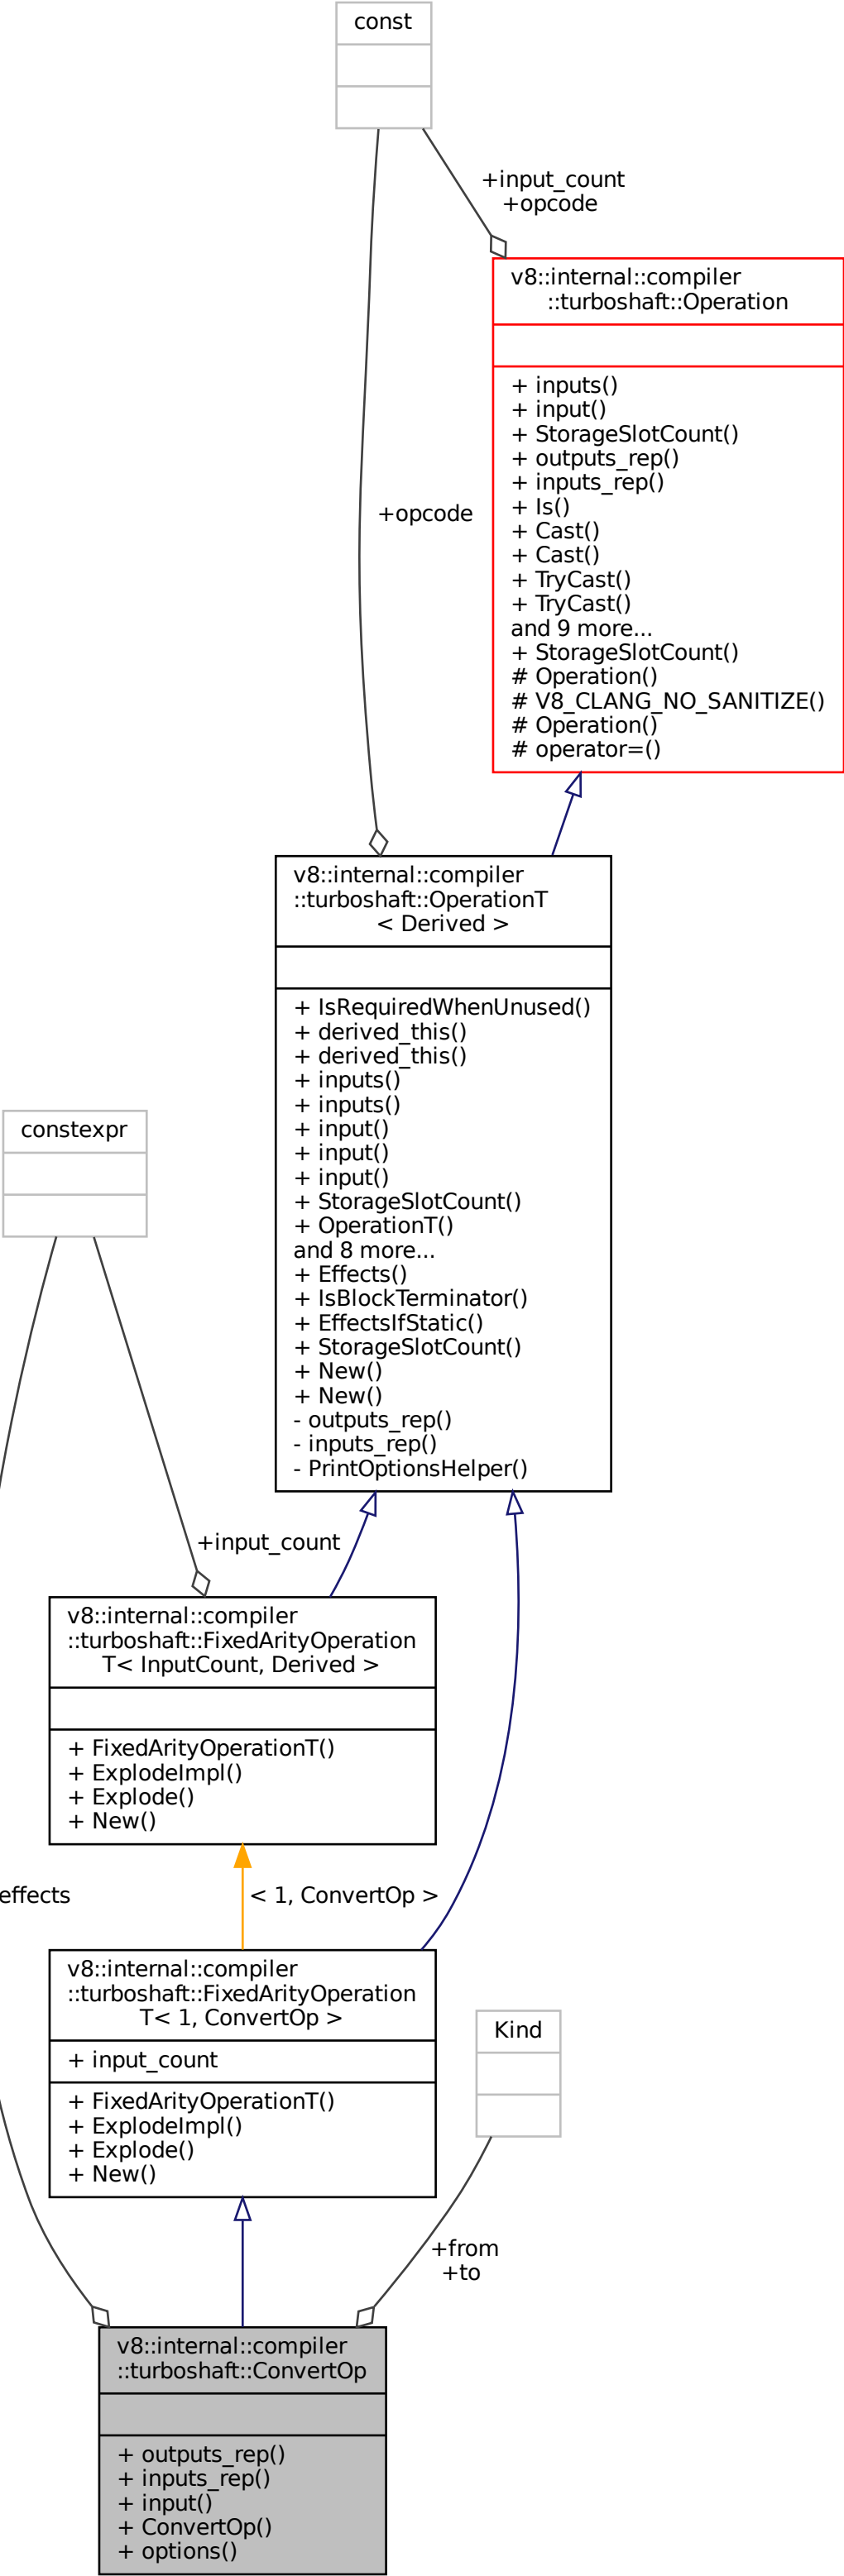 const
+input_count
+opcode
v8::internal::compiler
::turboshaft::Operation
+ inputs()
+ input()
+ StorageSlotCount()
+ outputs_rep()
+ inputs_rep()
+ Is()
+ Cast()
+ Cast()
+ TryCast()
+ TryCast()
and 9 more...
+ StorageSlotCount()
# Operation()
# V8_CLANG_NO_SANITIZE()
# Operation()
# operator=()
+opcode
v8::internal::compiler
::turboshaft::OperationT
< Derived >
+ IsRequiredWhenUnused()
+ derived_this()
+ derived_this()
+ inputs()
+ inputs()
+ input()
+ input()
+ input()
+ StorageSlotCount()
+ OperationT()
and 8 more...
+ Effects()
+ IsBlockTerminator()
+ EffectsIfStatic()
+ StorageSlotCount()
+ New()
+ New()
- outputs_rep()
- inputs_rep()
- PrintOptionsHelper()
constexpr
+input_count
v8::internal::compiler
::turboshaft::FixedArityOperation
T< InputCount, Derived >
+ FixedArityOperationT()
+ ExplodeImpl()
+ Explode()
+ New()
effects
< 1, ConvertOp >
v8::internal::compiler
::turboshaft::FixedArityOperation
T< 1, ConvertOp >
+ input_count
+ FixedArityOperationT()
+ ExplodeImpl()
+ Explode()
+ New()
Kind
+from
+to
v8::internal::compiler
::turboshaft::ConvertOp
+ outputs_rep()
+ inputs_rep()
+ input()
+ ConvertOp()
+ options()